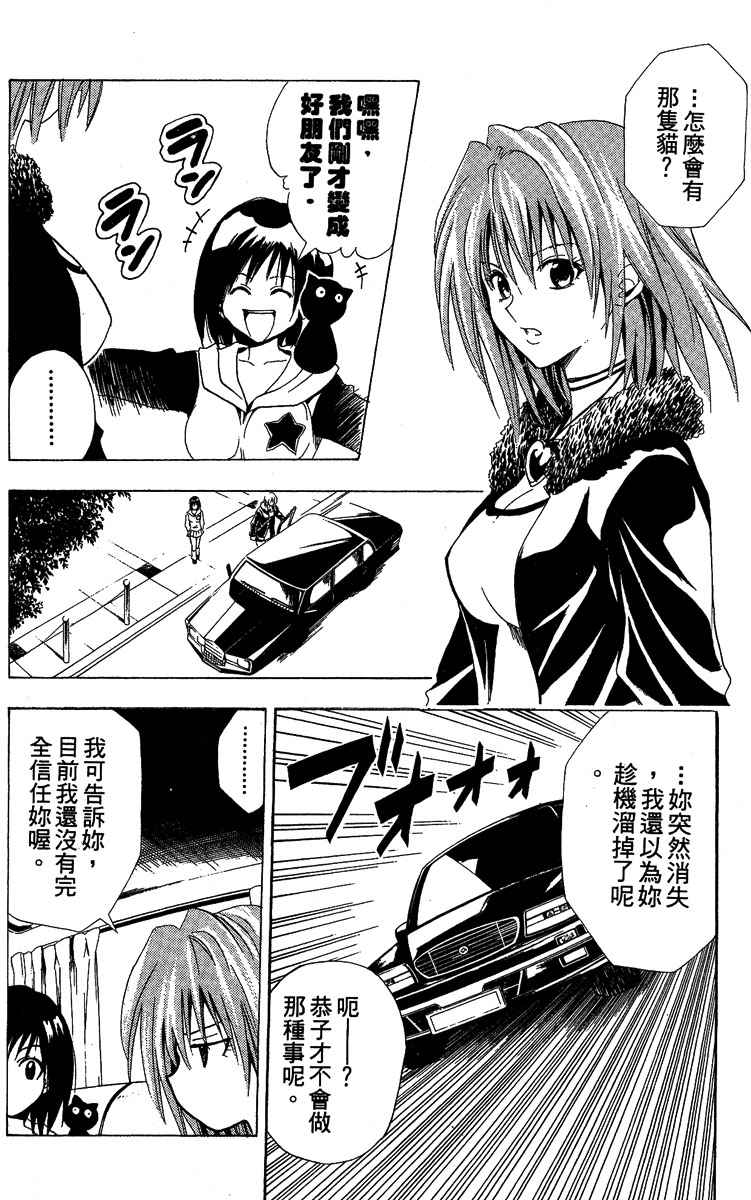 …怎麼會有
那隻貓？
嘿嘿，
我們剛才變成
好朋友了。
ラン
ラン
………
…妳突然消失
，我還以為妳
趁機溜掉了呢
。
ブオオ
呃——？
恭子才不會做
那種事呢。
………
我可告訴妳，
目前我還沒有完
全信任妳喔。